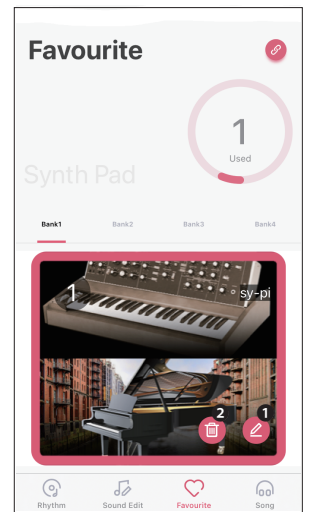 Favourite
1
Used
Synth Pad
Bank1 Bank2 Bank3 Bank4
1
sy-pi
2 1
Rhythm Sound Edit Favourite Song